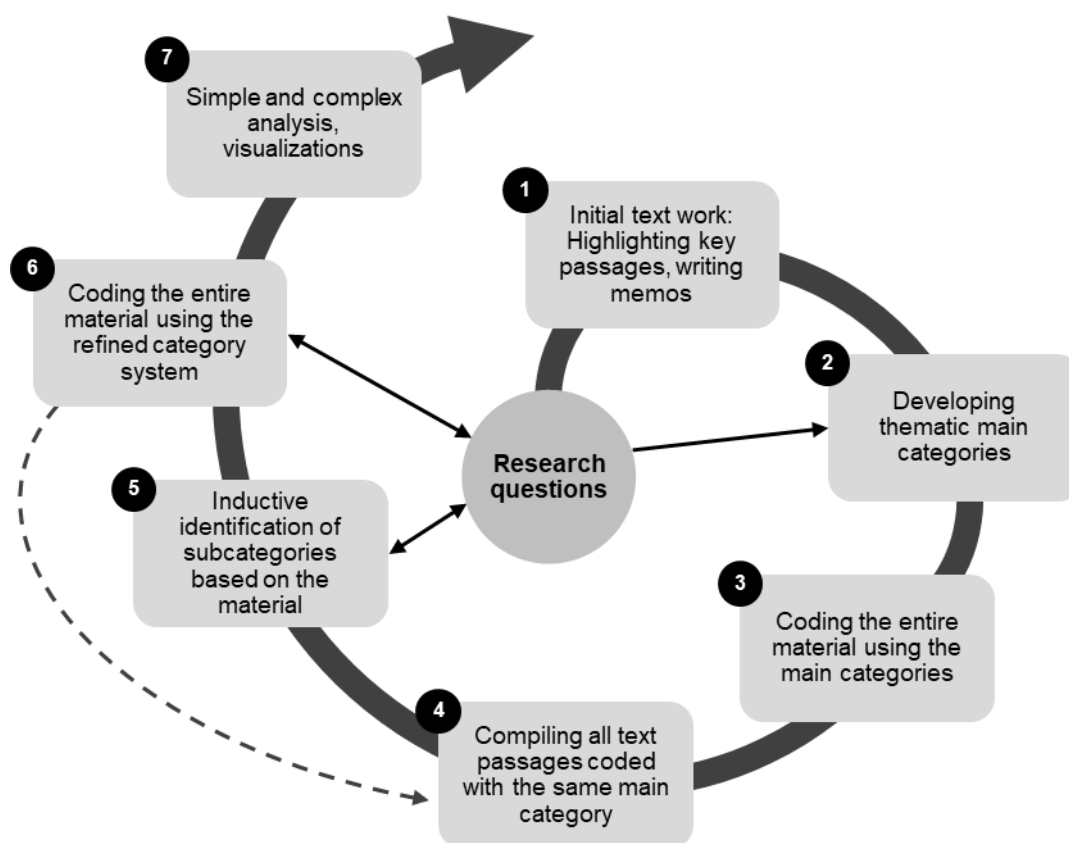 1
Initial text work:
Highlighting key
passages, writing
memos
2
Developing
thematic main
categories
3
Coding the entire
material using the
main categories
4
Compiling all text
passages coded
with the same main
category
5
Inductive
identification of
subcategories
based on the
material
6
Coding the entire
material using the
refined category
system
7
Simple and complex
analysis,
visualizations
Research
questions